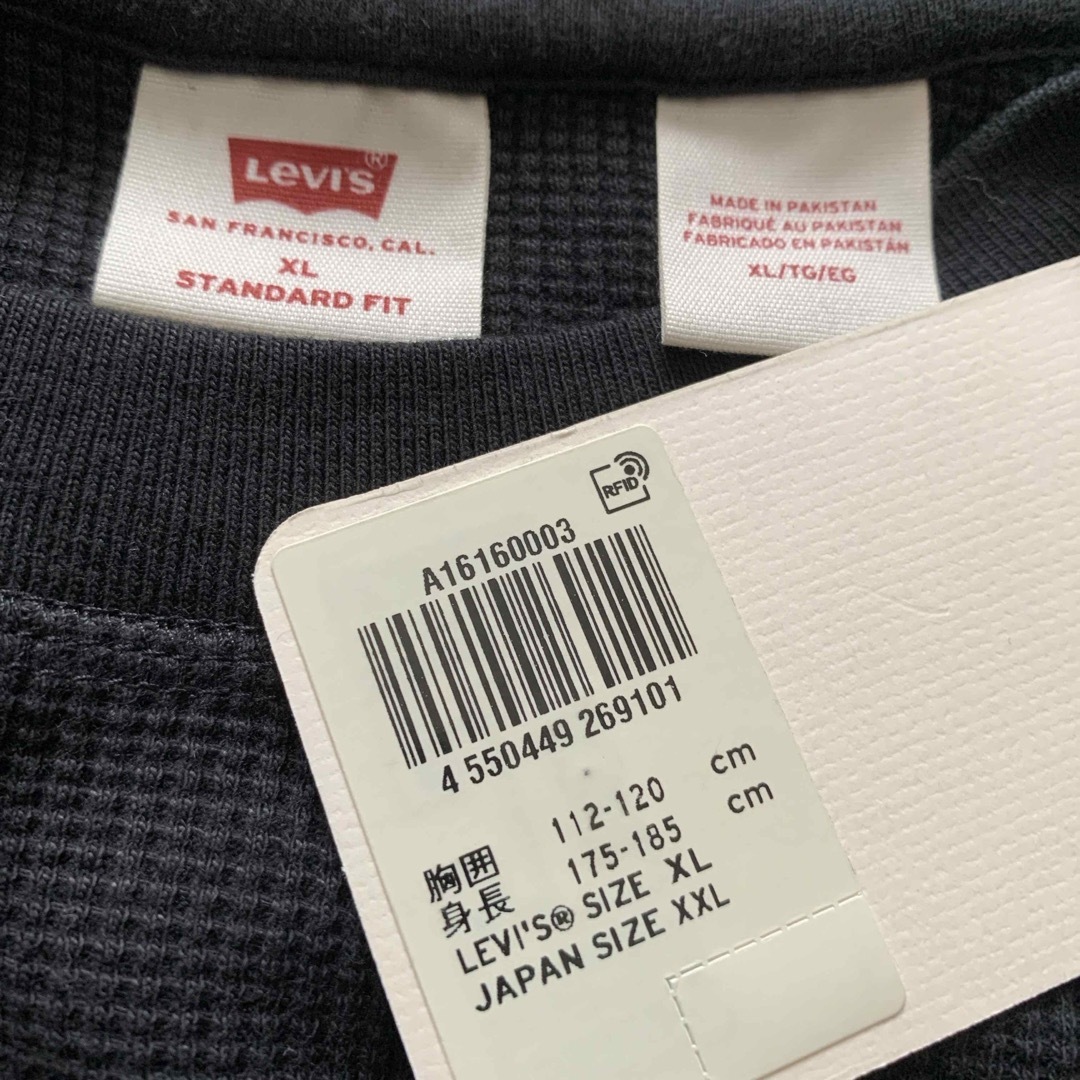 LEVI'S®
SAN FRANCISCO, CAL.
XL
STANDARD FIT
MADE IN PAKISTAN
FABRIQUÉ AU PAKISTAN
FABRICADO EN PAKISTÁN
XL/TG/EG
RFID
A16160003
4 550449 269101
胸囲 112-120 cm
身長 175-185 cm
LEVI'S® SIZE XL
JAPAN SIZE XXL